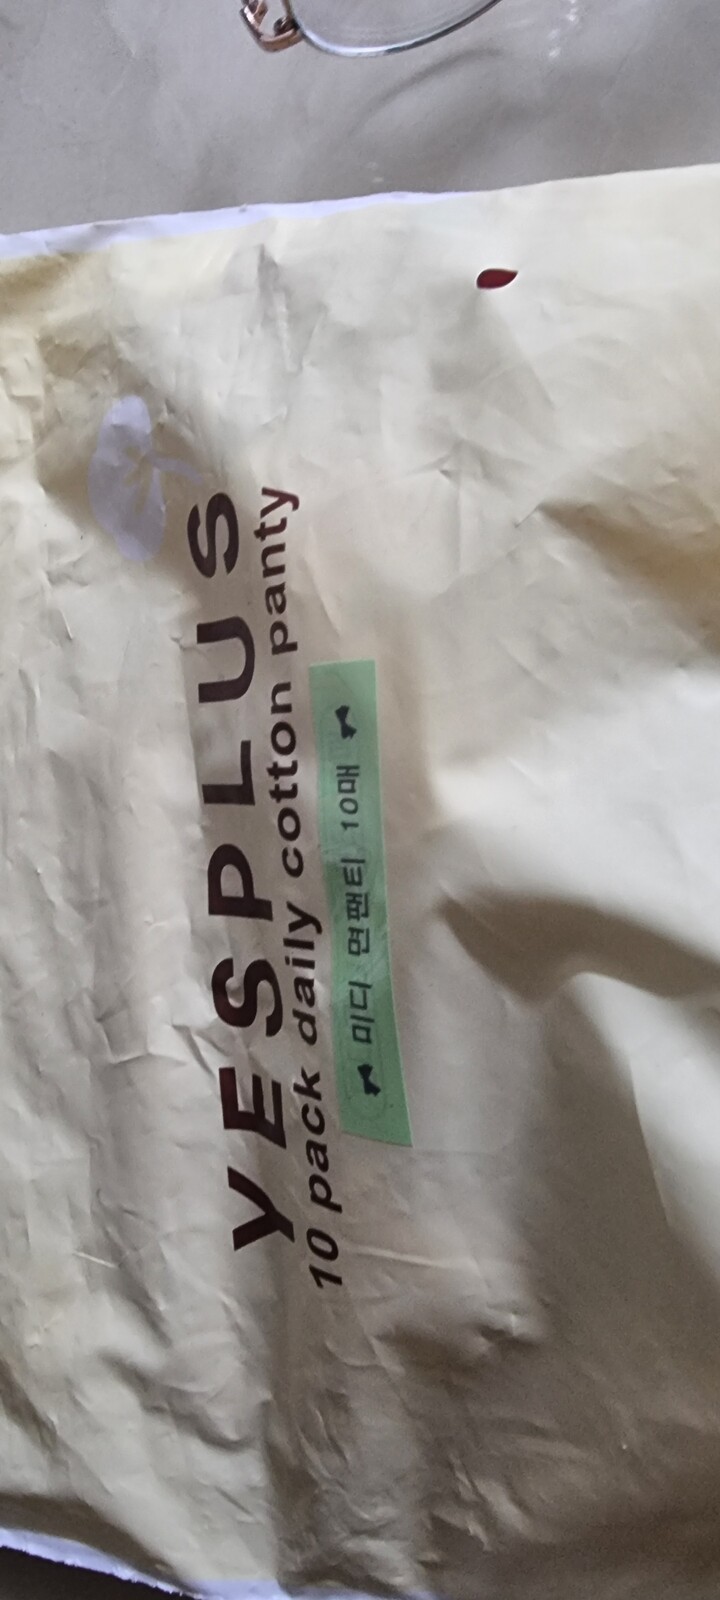 YESPLUS
10 pack daily cotton panty
미디 면팬티 10매